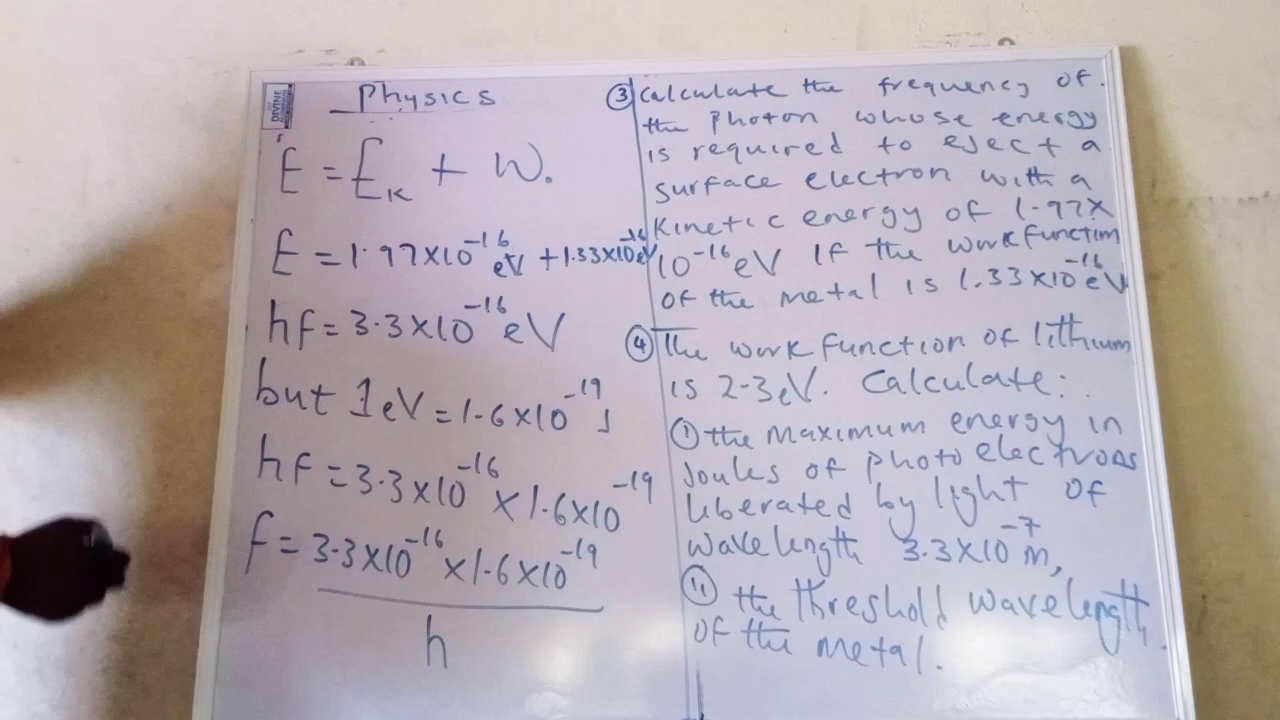 DIVINE
Physics
E = E_K + W.
E = 1.97×10⁻¹⁶ eV + 1.33×10⁻¹⁶ eV
hf = 3.3×10⁻¹⁶ eV
but 1eV = 1.6×10⁻¹⁹ J
hf = 3.3×10⁻¹⁶ × 1.6×10⁻¹⁹
f = 3.3×10⁻¹⁶ × 1.6×10⁻¹⁹
h
③ Calculate the frequency of
the photon whose energy
is required to eject a
surface electron with a
Kinetic energy of 1.97×
10⁻¹⁶ eV If the work function
of the metal is 1.33×10⁻¹⁶ eV
④ The work function of lithium
is 2.3eV. Calculate:
(i) the maximum energy in
Joules of photoelectrons
liberated by light of
wavelength 3.3×10⁻⁷ m,
(ii) the threshold wavelength
of the metal.